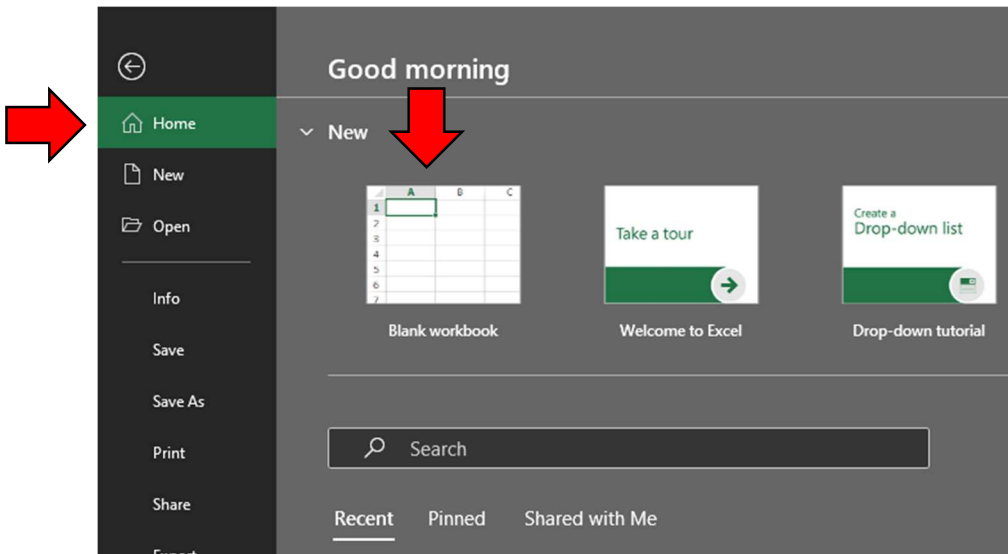 Good morning
Home
New
New
Open
Info
Save
Save As
Print
Share
Export
A B C
1
2
3
4
5
6
7
Blank workbook
Take a tour
Welcome to Excel
Create a
Drop-down list
Drop-down tutorial
Search
Recent Pinned Shared with Me